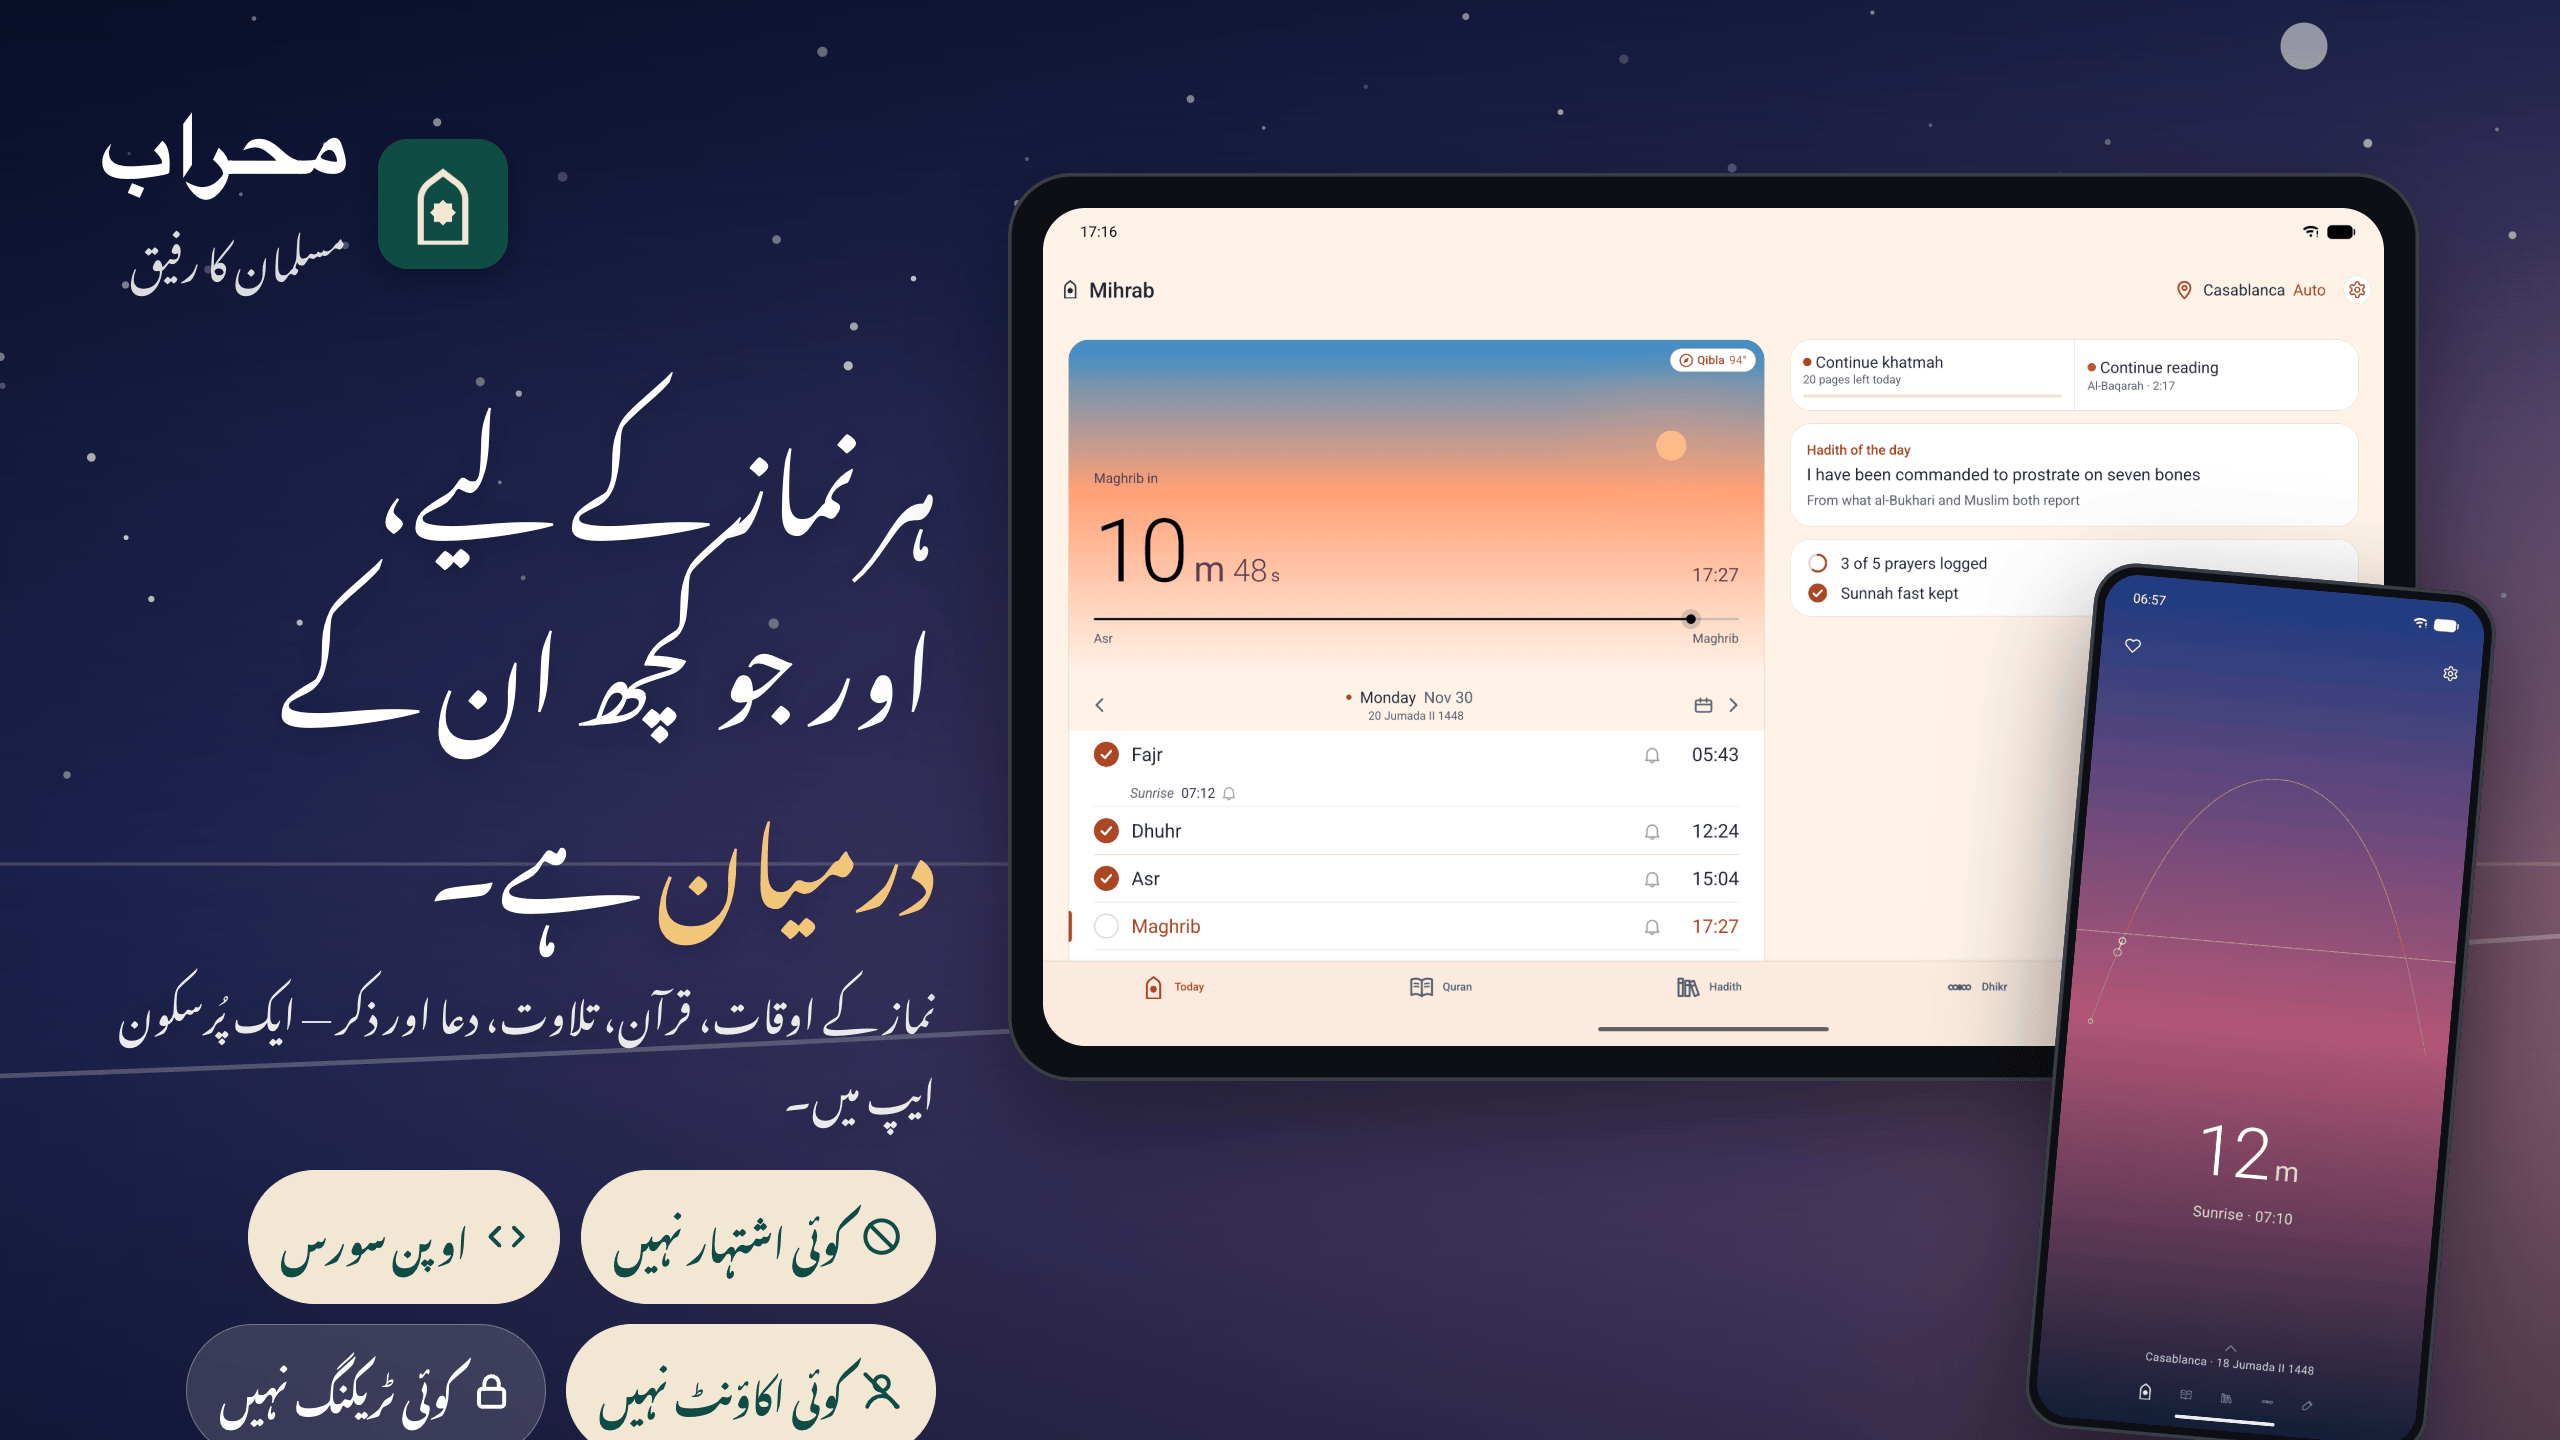 محراب
مسلمان کا رفیق
ہر نماز کے لیے،
اور جو کچھ ان کے
درمیان ہے۔
نماز کے اوقات، قرآن، تلاوت، دعا اور ذکر — ایک پُرسکون
ایپ میں۔
کوئی اشتہار نہیں
اوپن سورس
کوئی اکاؤنٹ نہیں
کوئی ٹریکنگ نہیں
17:16
Mihrab
Casablanca Auto
Qibla 94°
Maghrib in
10 m 48 s
17:27
Asr
Maghrib
Monday Nov 30
20 Jumada II 1448
Fajr 05:43
Sunrise 07:12
Dhuhr 12:24
Asr 15:04
Maghrib 17:27
Continue khatmah
20 pages left today
Continue reading
Al-Baqarah · 2:17
Hadith of the day
I have been commanded to prostrate on seven bones
From what al-Bukhari and Muslim both report
3 of 5 prayers logged
Sunnah fast kept
Today
Quran
Hadith
Dhikr
06:57
12 m
Sunrise · 07:10
Casablanca · 18 Jumada II 1448